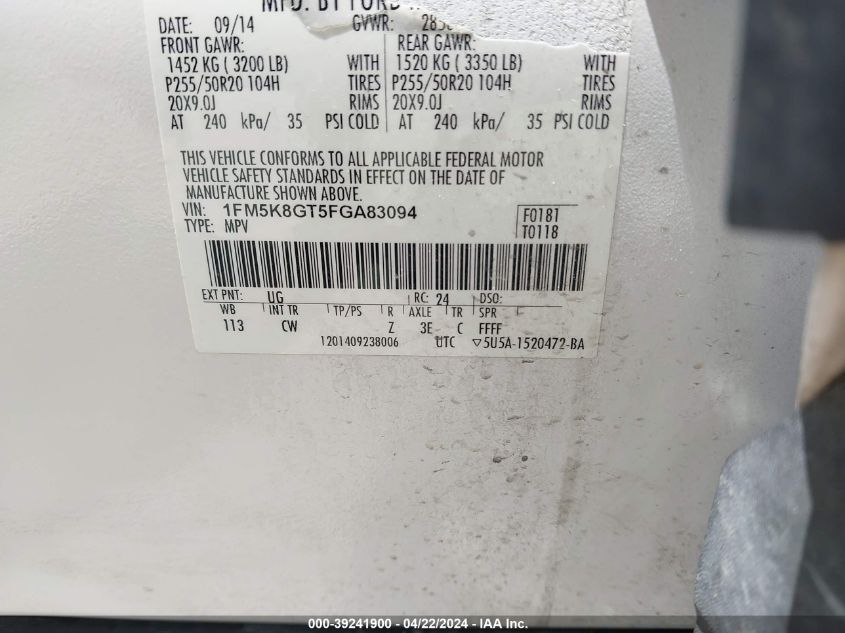 MFD. BY FORD
DATE: 09/14 GVWR:
FRONT GAWR: REAR GAWR:
1452 KG ( 3200 LB) WITH 1520 KG ( 3350 LB) WITH
P255/50R20 104H TIRES P255/50R20 104H TIRES
20X9.0J RIMS 20X9.0J RIMS
AT 240 kPa/ 35 PSI COLD AT 240 kPa/ 35 PSI COLD
THIS VEHICLE CONFORMS TO ALL APPLICABLE FEDERAL MOTOR
VEHICLE SAFETY STANDARDS IN EFFECT ON THE DATE OF
MANUFACTURE SHOWN ABOVE.
VIN: 1FM5K8GT5FGA83094 F0181
TYPE: MPV T0118
EXT PNT: UG RC: 24 DSO:
WB INT TR TP/PS R AXLE TR SPR
113 CW Z 3E C FFFF
1201409238006 UTC ▽5U5A-1520472-BA
000-39241900 - 04/22/2024 - IAA Inc.